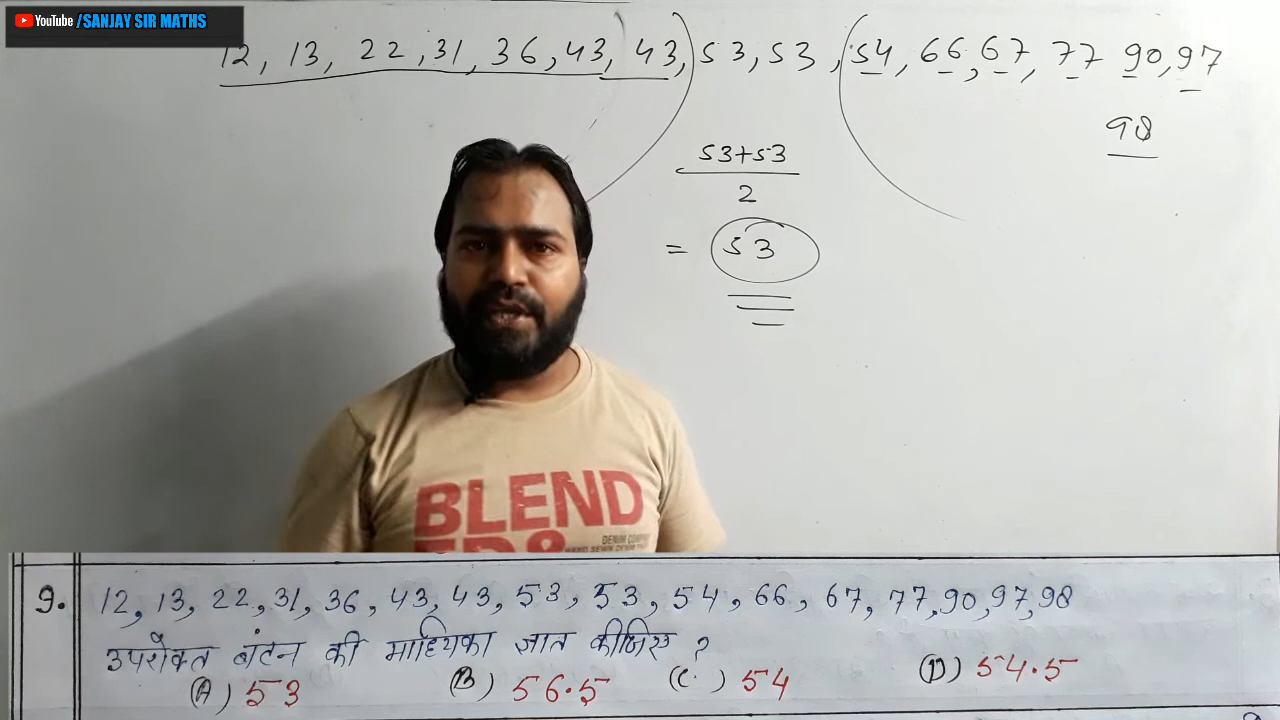 YouTube /SANJAY SIR MATHS
12, 13, 22, 31, 36, 43, 43, 53, 53, 54, 66, 67, 77 90, 97
98
53+53
2
= 53
BLEND
DENIM
9. 12, 13, 22, 31, 36, 43, 43, 53, 53, 54, 66, 67, 77, 90, 97, 98
उपरोक्त बंटन की माध्यिका ज्ञात कीजिए ?
(A) 53 (B) 56.5 (C) 54 (D) 54.5